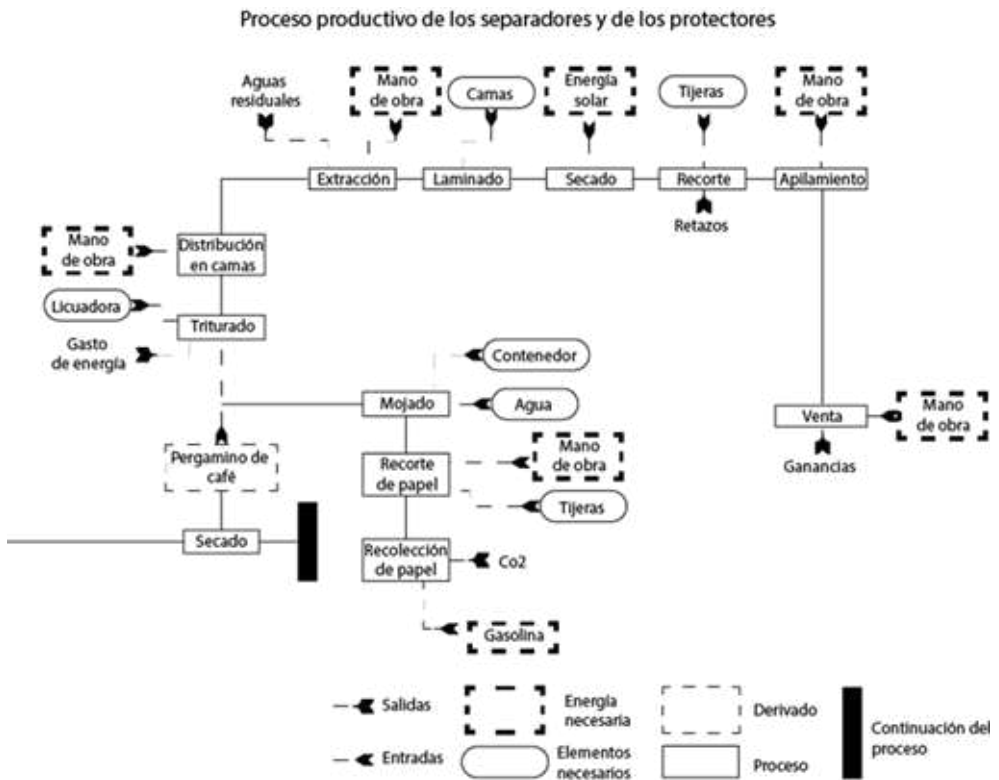 Proceso productivo de los separadores y de los protectores
Aguas
residuales
Mano
de obra
Camas
Energía
solar
Tijeras
Mano
de obra
Extracción
Laminado
Secado
Recorte
Apilamiento
Retazos
Mano
de obra
Distribución
en camas
Licuadora
Triturado
Gasto
de energía
Contenedor
Mojado
Agua
Venta
Mano
de obra
Ganancias
Pergamino de
café
Recorte
de papel
Mano
de obra
Tijeras
Secado
Recolección
de papel
Co2
Gasolina
Salidas
Energía
necesaria
Derivado
Continuación del
proceso
Entradas
Elementos
necesarios
Proceso